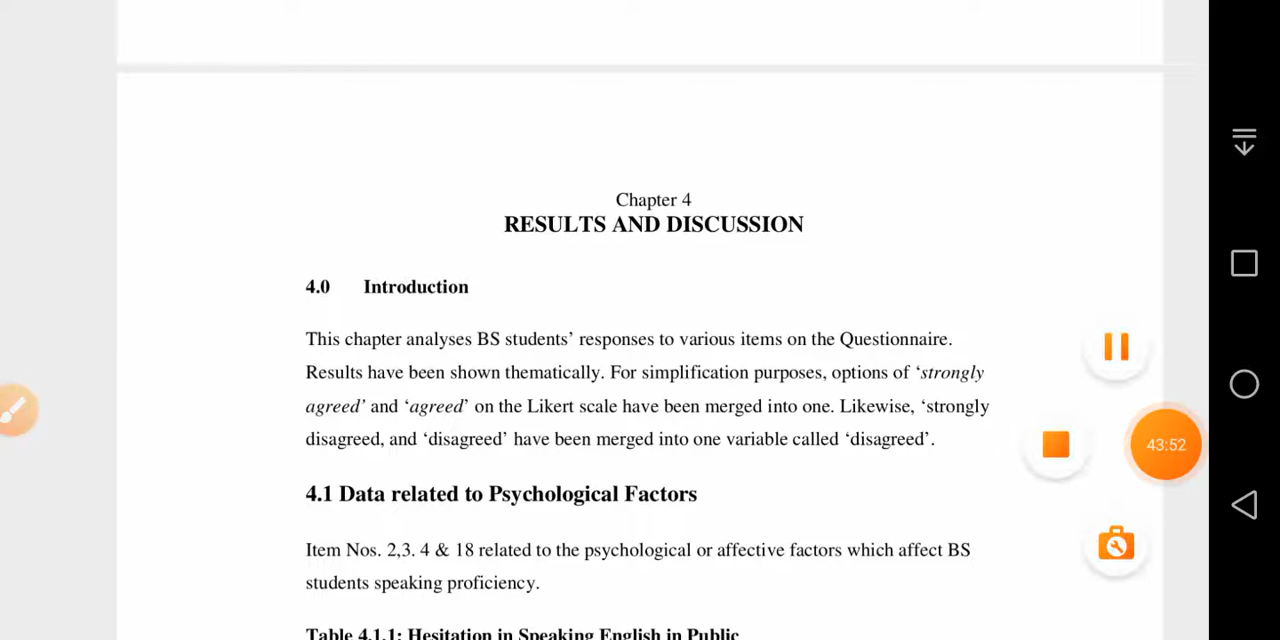 Chapter 4
RESULTS AND DISCUSSION
4.0 Introduction
This chapter analyses BS students’ responses to various items on the Questionnaire.
Results have been shown thematically. For simplification purposes, options of ‘strongly
agreed’ and ‘agreed’ on the Likert scale have been merged into one. Likewise, ‘strongly
disagreed, and ‘disagreed’ have been merged into one variable called ‘disagreed’.
4.1 Data related to Psychological Factors
Item Nos. 2,3. 4 & 18 related to the psychological or affective factors which affect BS
students speaking proficiency.
Table 4.1.1: Hesitation in Speaking English in Public
43:52